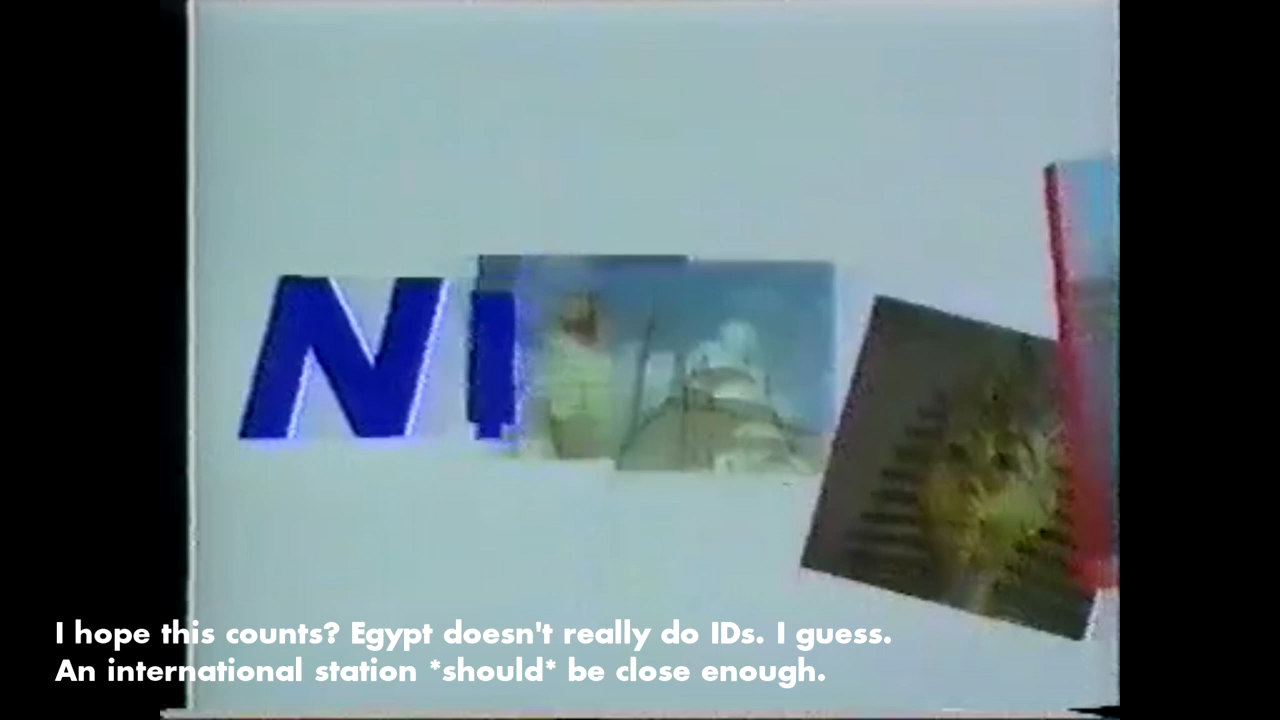 NI
I hope this counts? Egypt doesn't really do IDs. I guess.
An international station *should* be close enough.